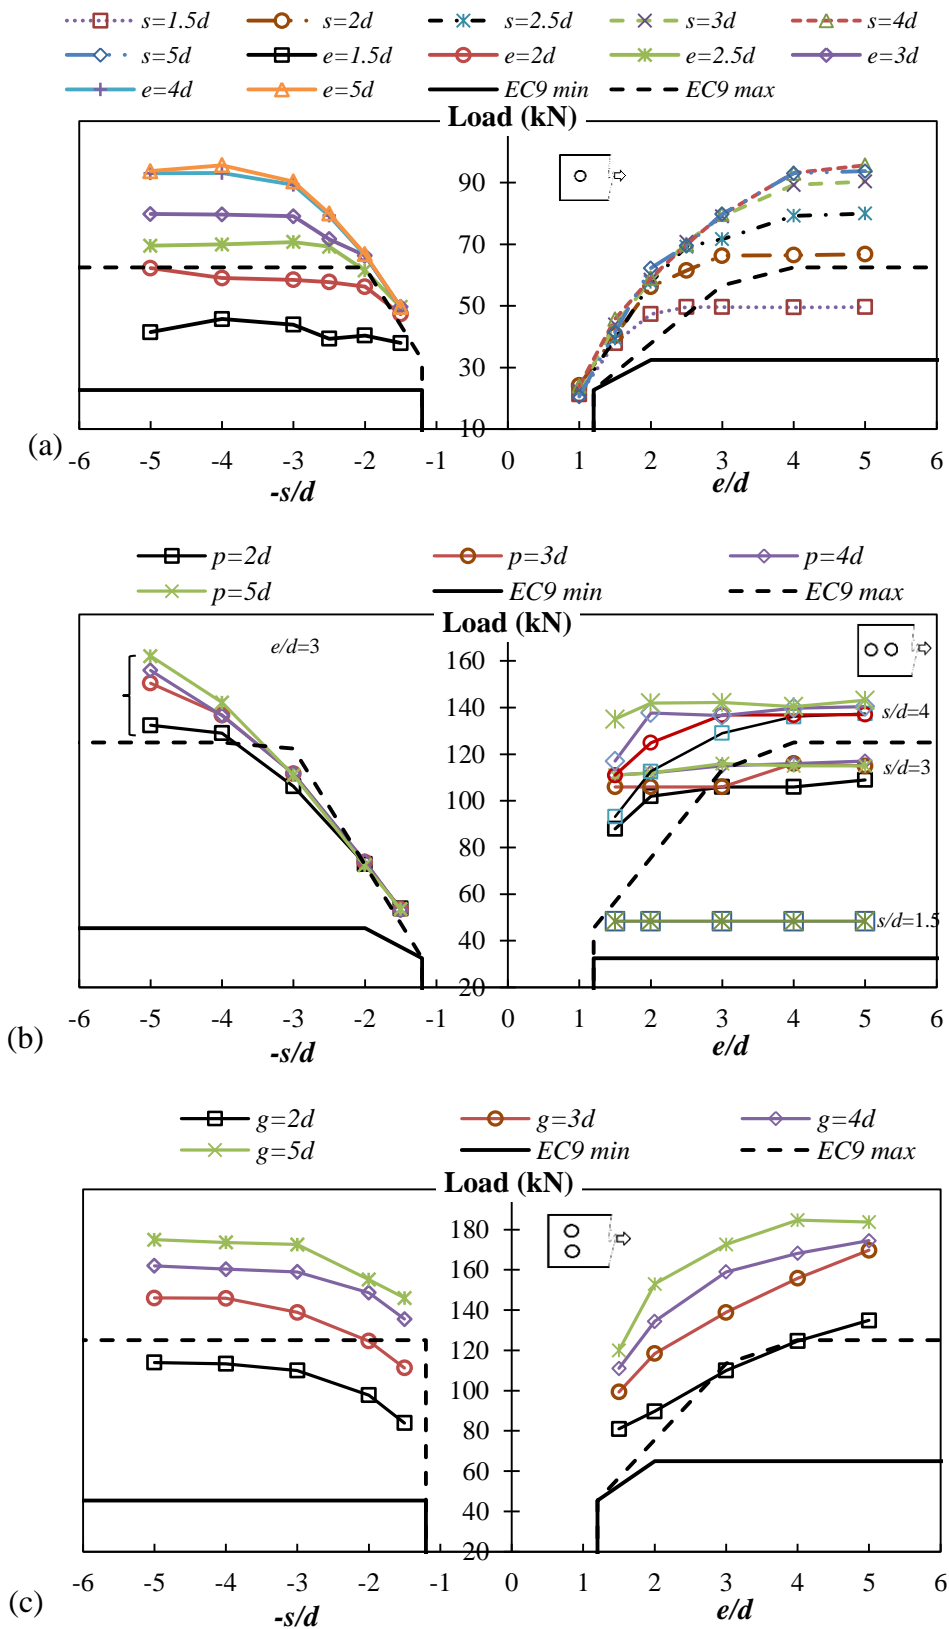 s=1.5d s=2d s=2.5d s=3d s=4d
s=5d e=1.5d e=2d e=2.5d e=3d
e=4d e=5d EC9 min EC9 max
Load (kN)
90
70
50
30
10
(a)
-6 -5 -4 -3 -2 -1 0 1 2 3 4 5 6
-s/d e/d
p=2d p=3d p=4d
p=5d EC9 min EC9 max
Load (kN)
e/d=3
160
140
s/d=4
120
s/d=3
100
80
60
s/d=1.5
40
20
(b)
-6 -5 -4 -3 -2 -1 0 1 2 3 4 5 6
-s/d e/d
g=2d g=3d g=4d
g=5d EC9 min EC9 max
Load (kN)
180
160
140
120
100
80
60
40
20
(c)
-6 -5 -4 -3 -2 -1 0 1 2 3 4 5 6
-s/d e/d